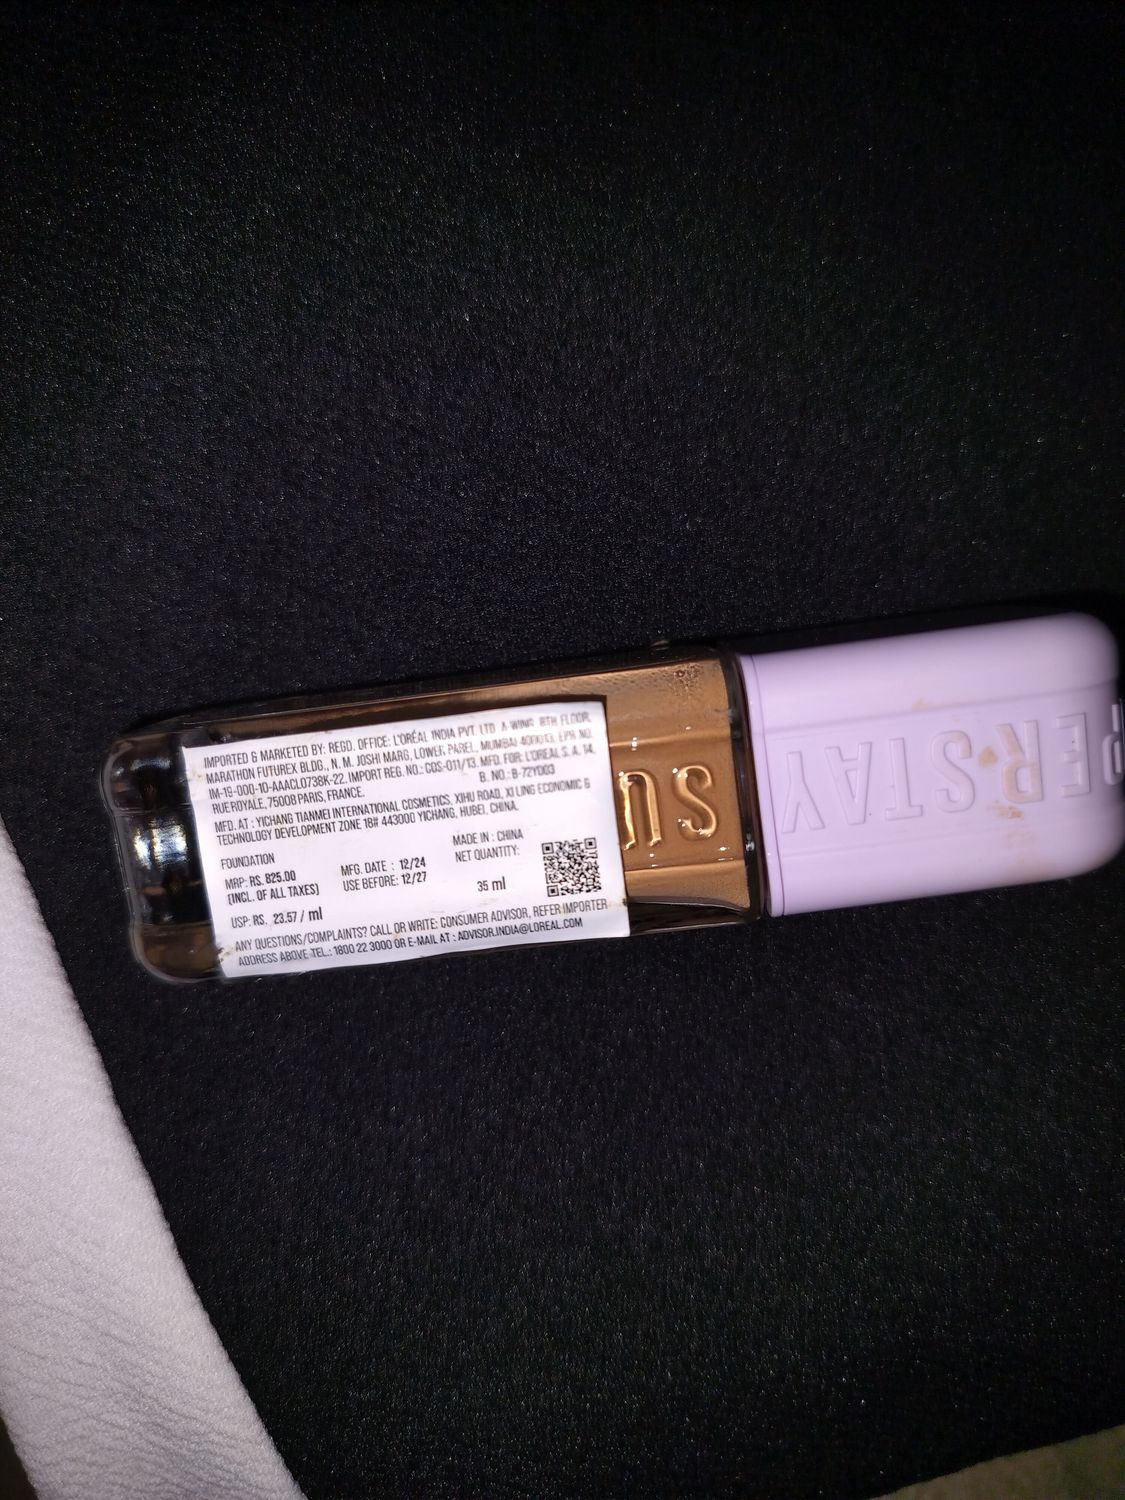 IMPORTED & MARKETED BY: REGD. OFFICE: L'ORÉAL INDIA PVT. LTD A-WING, 8TH FLOOR,
MARATHON FUTUREX BLDG., N. M. JOSHI MARG, LOWER PAREL, MUMBAI 400013. EPR NO.
IM-19-000-10-AAACL0738K-22. IMPORT REG. NO.: COS-011/13. MFD. FOR: L'OREAL S. A. 14,
RUE ROYALE, 75008 PARIS, FRANCE. B. NO.: B-72Y003
MFD. AT : YICHANG TIANMEI INTERNATIONAL COSMETICS, XIHU ROAD, XI LING ECONOMIC &
TECHNOLOGY DEVELOPMENT ZONE 18# 443000 YICHANG, HUBEI, CHINA.
FOUNDATION
MRP: RS. 825.00
(INCL. OF ALL TAXES)
USP: RS. 23.57 / ml
MFG. DATE : 12/24
USE BEFORE: 12/27
MADE IN : CHINA
NET QUANTITY:
35 ml
ANY QUESTIONS/COMPLAINTS? CALL OR WRITE: CONSUMER ADVISOR, REFER IMPORTER
ADDRESS ABOVE TEL.: 1800 22 3000 OR E-MAIL AT : ADVISOR.INDIA@LOREAL.COM
SU
PER STAY